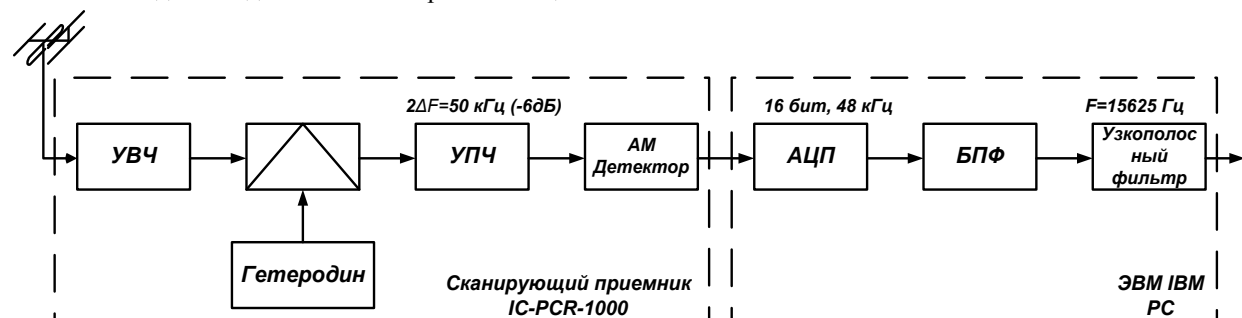 2ΔF=50 кГц (-6дБ)
16 бит, 48 кГц
F=15625 Гц
УВЧ
УПЧ
АМ
Детектор
АЦП
БПФ
Узкополос
ный
фильтр
Гетеродин
Сканирующий приемник
IC-PCR-1000
ЭВМ IBM
PC